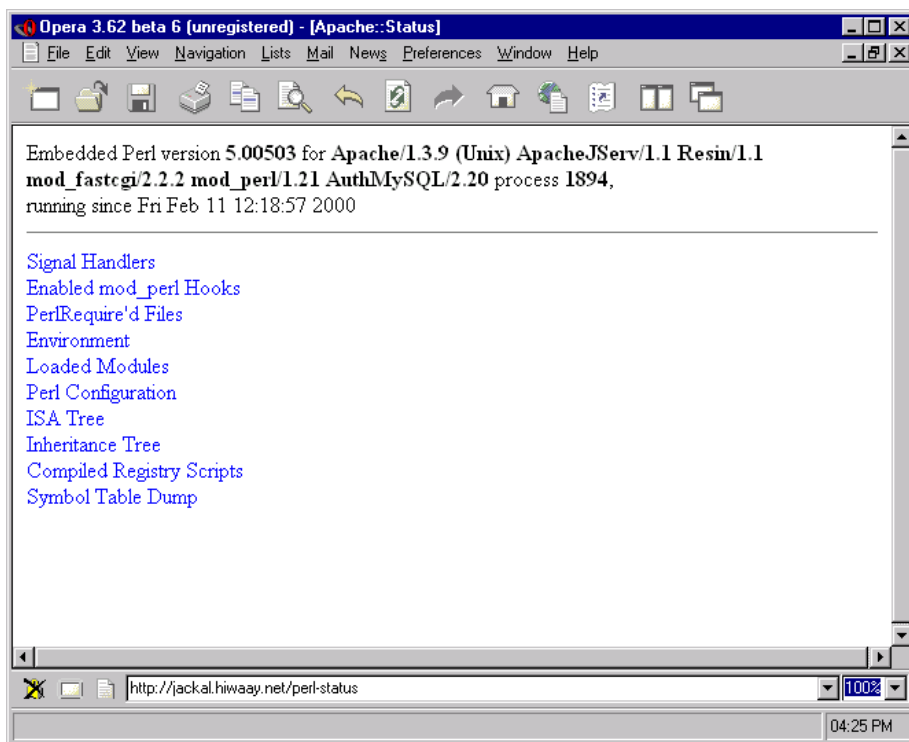 Opera 3.62 beta 6 (unregistered) - [Apache::Status]
File Edit View Navigation Lists Mail News Preferences Window Help
Embedded Perl version 5.00503 for Apache/1.3.9 (Unix) ApacheJServ/1.1 Resin/1.1
mod_fastcgi/2.2.2 mod_perl/1.21 AuthMySQL/2.20 process 1894,
running since Fri Feb 11 12:18:57 2000
Signal Handlers
Enabled mod_perl Hooks
PerlRequire'd Files
Environment
Loaded Modules
Perl Configuration
ISA Tree
Inheritance Tree
Compiled Registry Scripts
Symbol Table Dump
http://jackal.hiwaay.net/perl-status 100%
04:25 PM